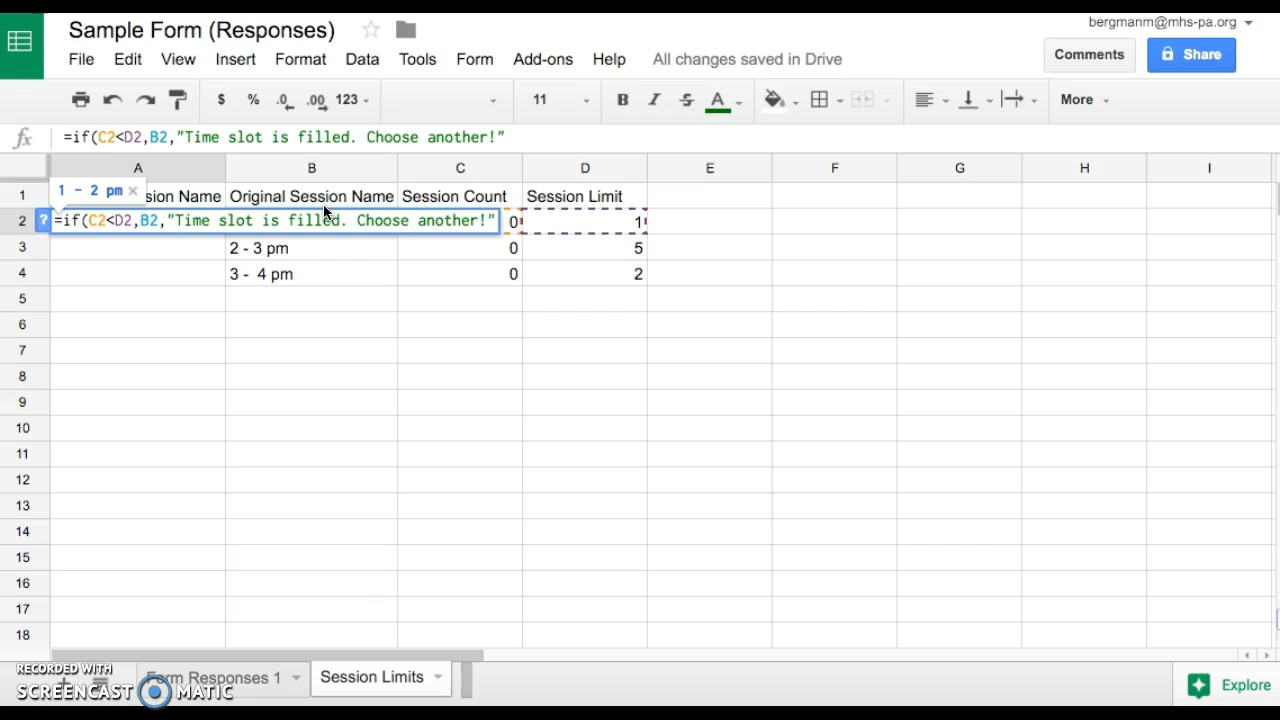 Sample Form (Responses)
bergmanm@mhs-pa.org
File Edit View Insert Format Data Tools Form Add-ons Help All changes saved in Drive
Comments
Share
$ % .0 .00 123 11 B I S A More
fx =if(C2<D2,B2,"Time slot is filled. Choose another!"
A B C D E F G H I
1 - 2 pm ×
1 sion Name Original Session Name Session Count Session Limit
2 ? =if(C2<D2,B2,"Time slot is filled. Choose another!" 0 1
3 2 - 3 pm 0 5
4 3 - 4 pm 0 2
5
6
7
8
9
10
11
12
13
14
15
16
17
18
RECORDED WITH
SCREENCAST MATIC
Form Responses 1 Session Limits
Explore